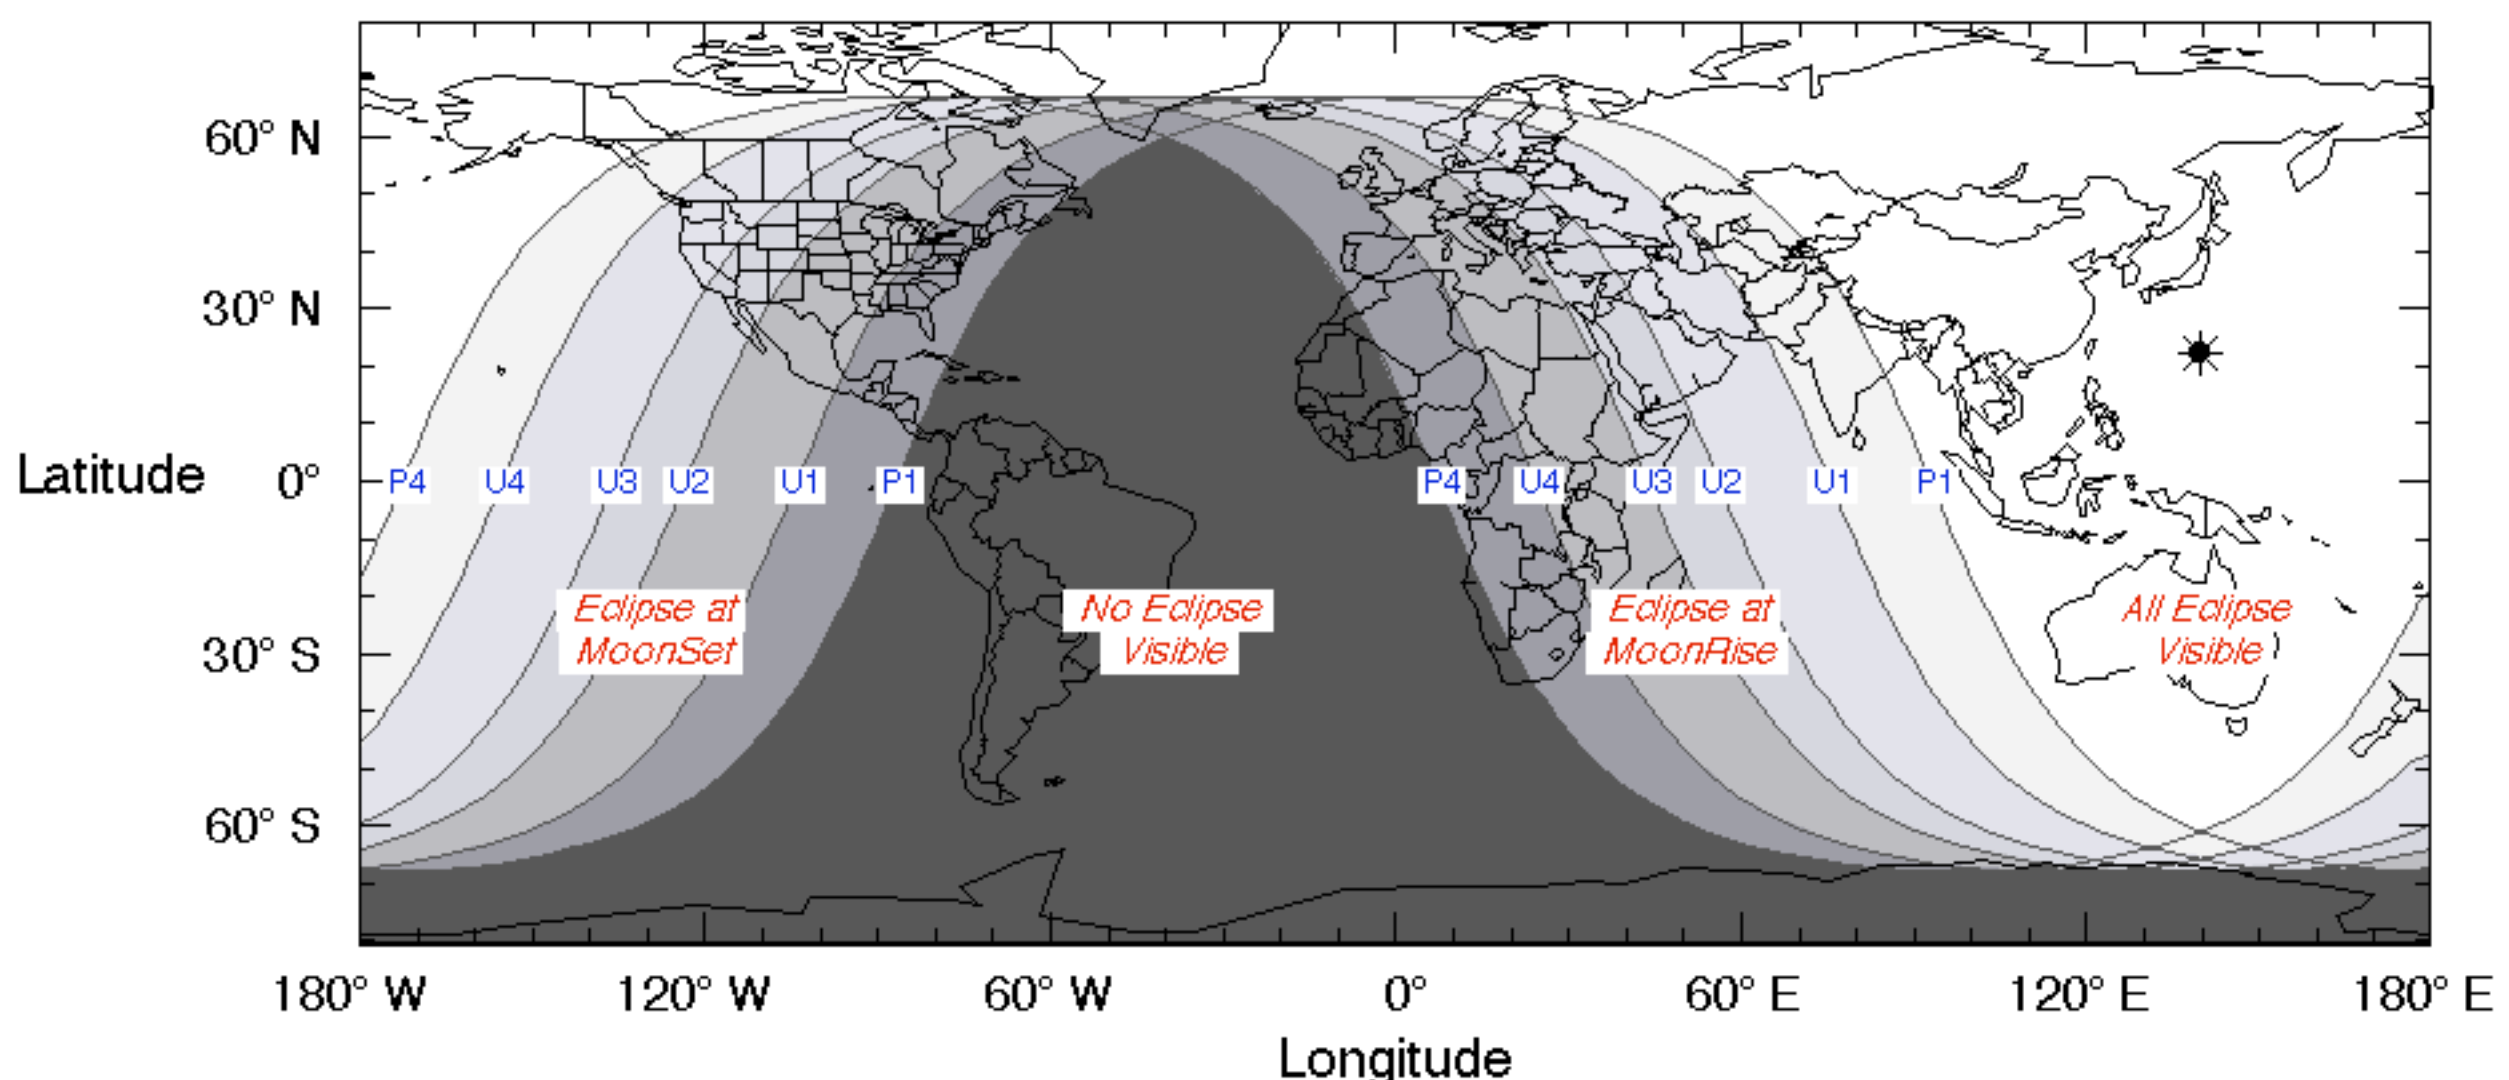 60° N
30° N
Latitude 0°
30° S
60° S
P4 U4 U3 U2 U1 P1 P4 U4 U3 U2 U1 P1
Eclipse at
MoonSet
No Eclipse
Visible
Eclipse at
MoonRise
All Eclipse
Visible
180° W 120° W 60° W 0° 60° E 120° E 180° E
Longitude